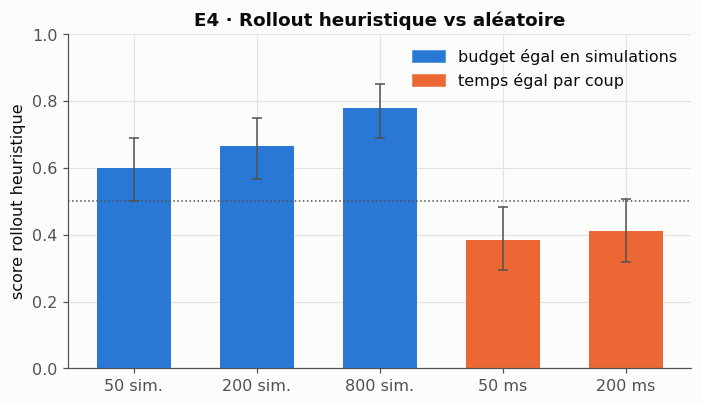 E4 · Rollout heuristique vs aléatoire
budget égal en simulations
temps égal par coup
score rollout heuristique
1.0
0.8
0.6
0.4
0.2
0.0
50 sim.
200 sim.
800 sim.
50 ms
200 ms